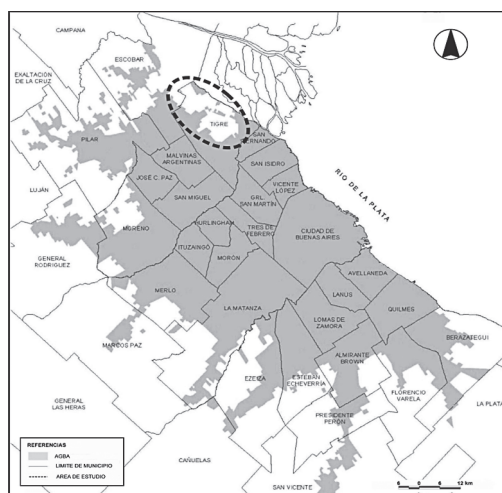 CAMPANA
ESCOBAR
EXALTACIÓN
DE LA CRUZ
TIGRE
PILAR
SAN
FERNANDO
MALVINAS
ARGENTINAS
SAN ISIDRO
JOSÉ C. PAZ
VICENTE
LÓPEZ
RIO DE LA PLATA
LUJÁN
SAN MIGUEL
GRL.
SAN MARTÍN
HURLINGHAM
TRES DE
FEBRERO
CIUDAD DE
BUENOS AIRES
MORENO
ITUZAINGÓ
GENERAL
RODRIGUEZ
MORÓN
AVELLANEDA
MERLO
LANÚS
LA MATANZA
QUILMES
LOMAS DE
ZAMORA
BERAZATEGUI
MARCOS PAZ
ALMIRANTE
BROWN
EZEIZA
ESTEBAN
ECHEVERRÍA
FLORENCIO
VARELA
LA PLATA
GENERAL
LAS HERAS
PRESIDENTE
PERÓN
CAÑUELAS
SAN VICENTE
REFERENCIAS
AGBA
LIMITE DE MUNICIPIO
AREA DE ESTUDIO
6 0 6 12 km